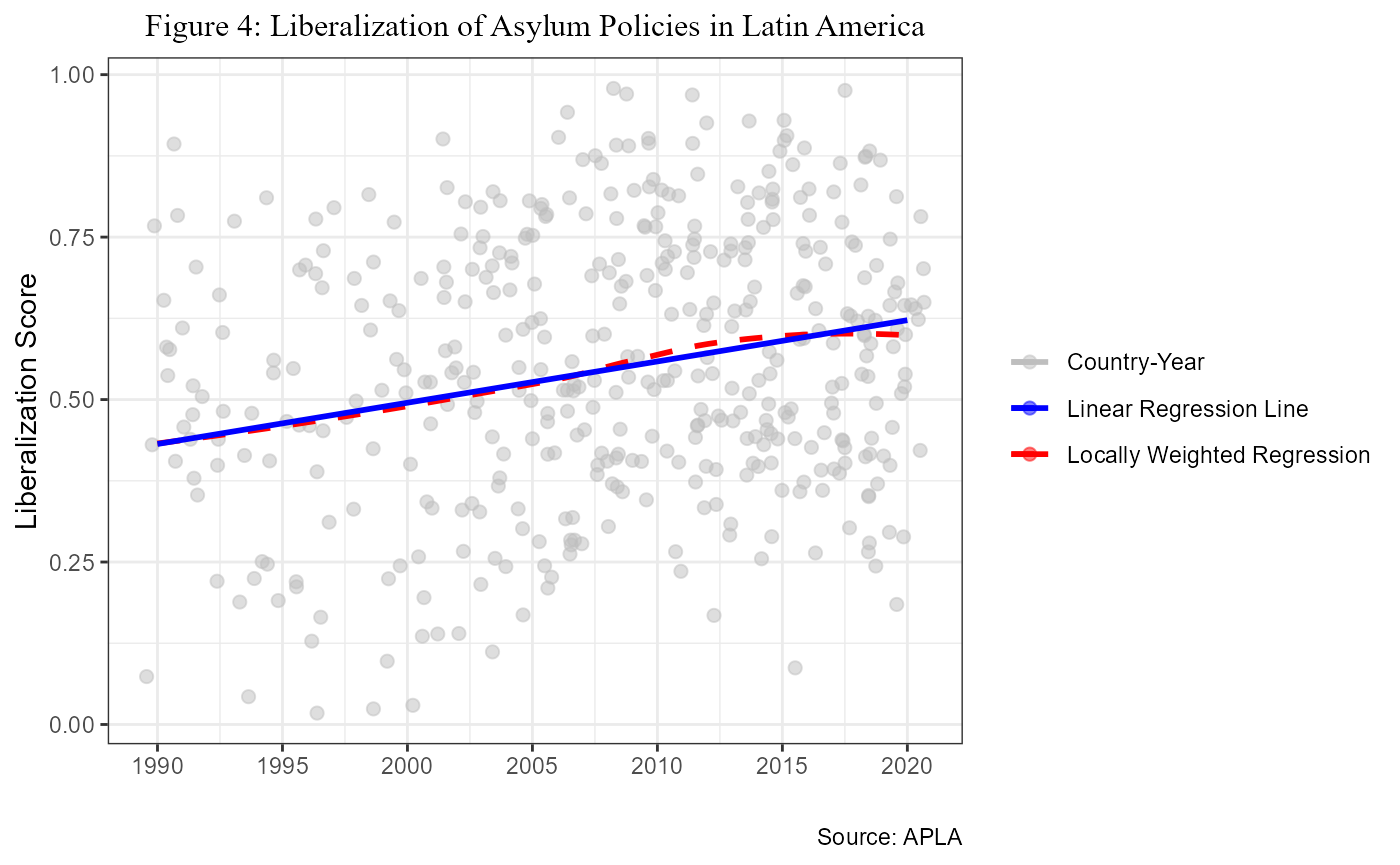 Figure 4: Liberalization of Asylum Policies in Latin America
1.00
0.75
0.50
0.25
0.00
Liberalization Score
1990 1995 2000 2005 2010 2015 2020
Country-Year
Linear Regression Line
Locally Weighted Regression
Source: APLA